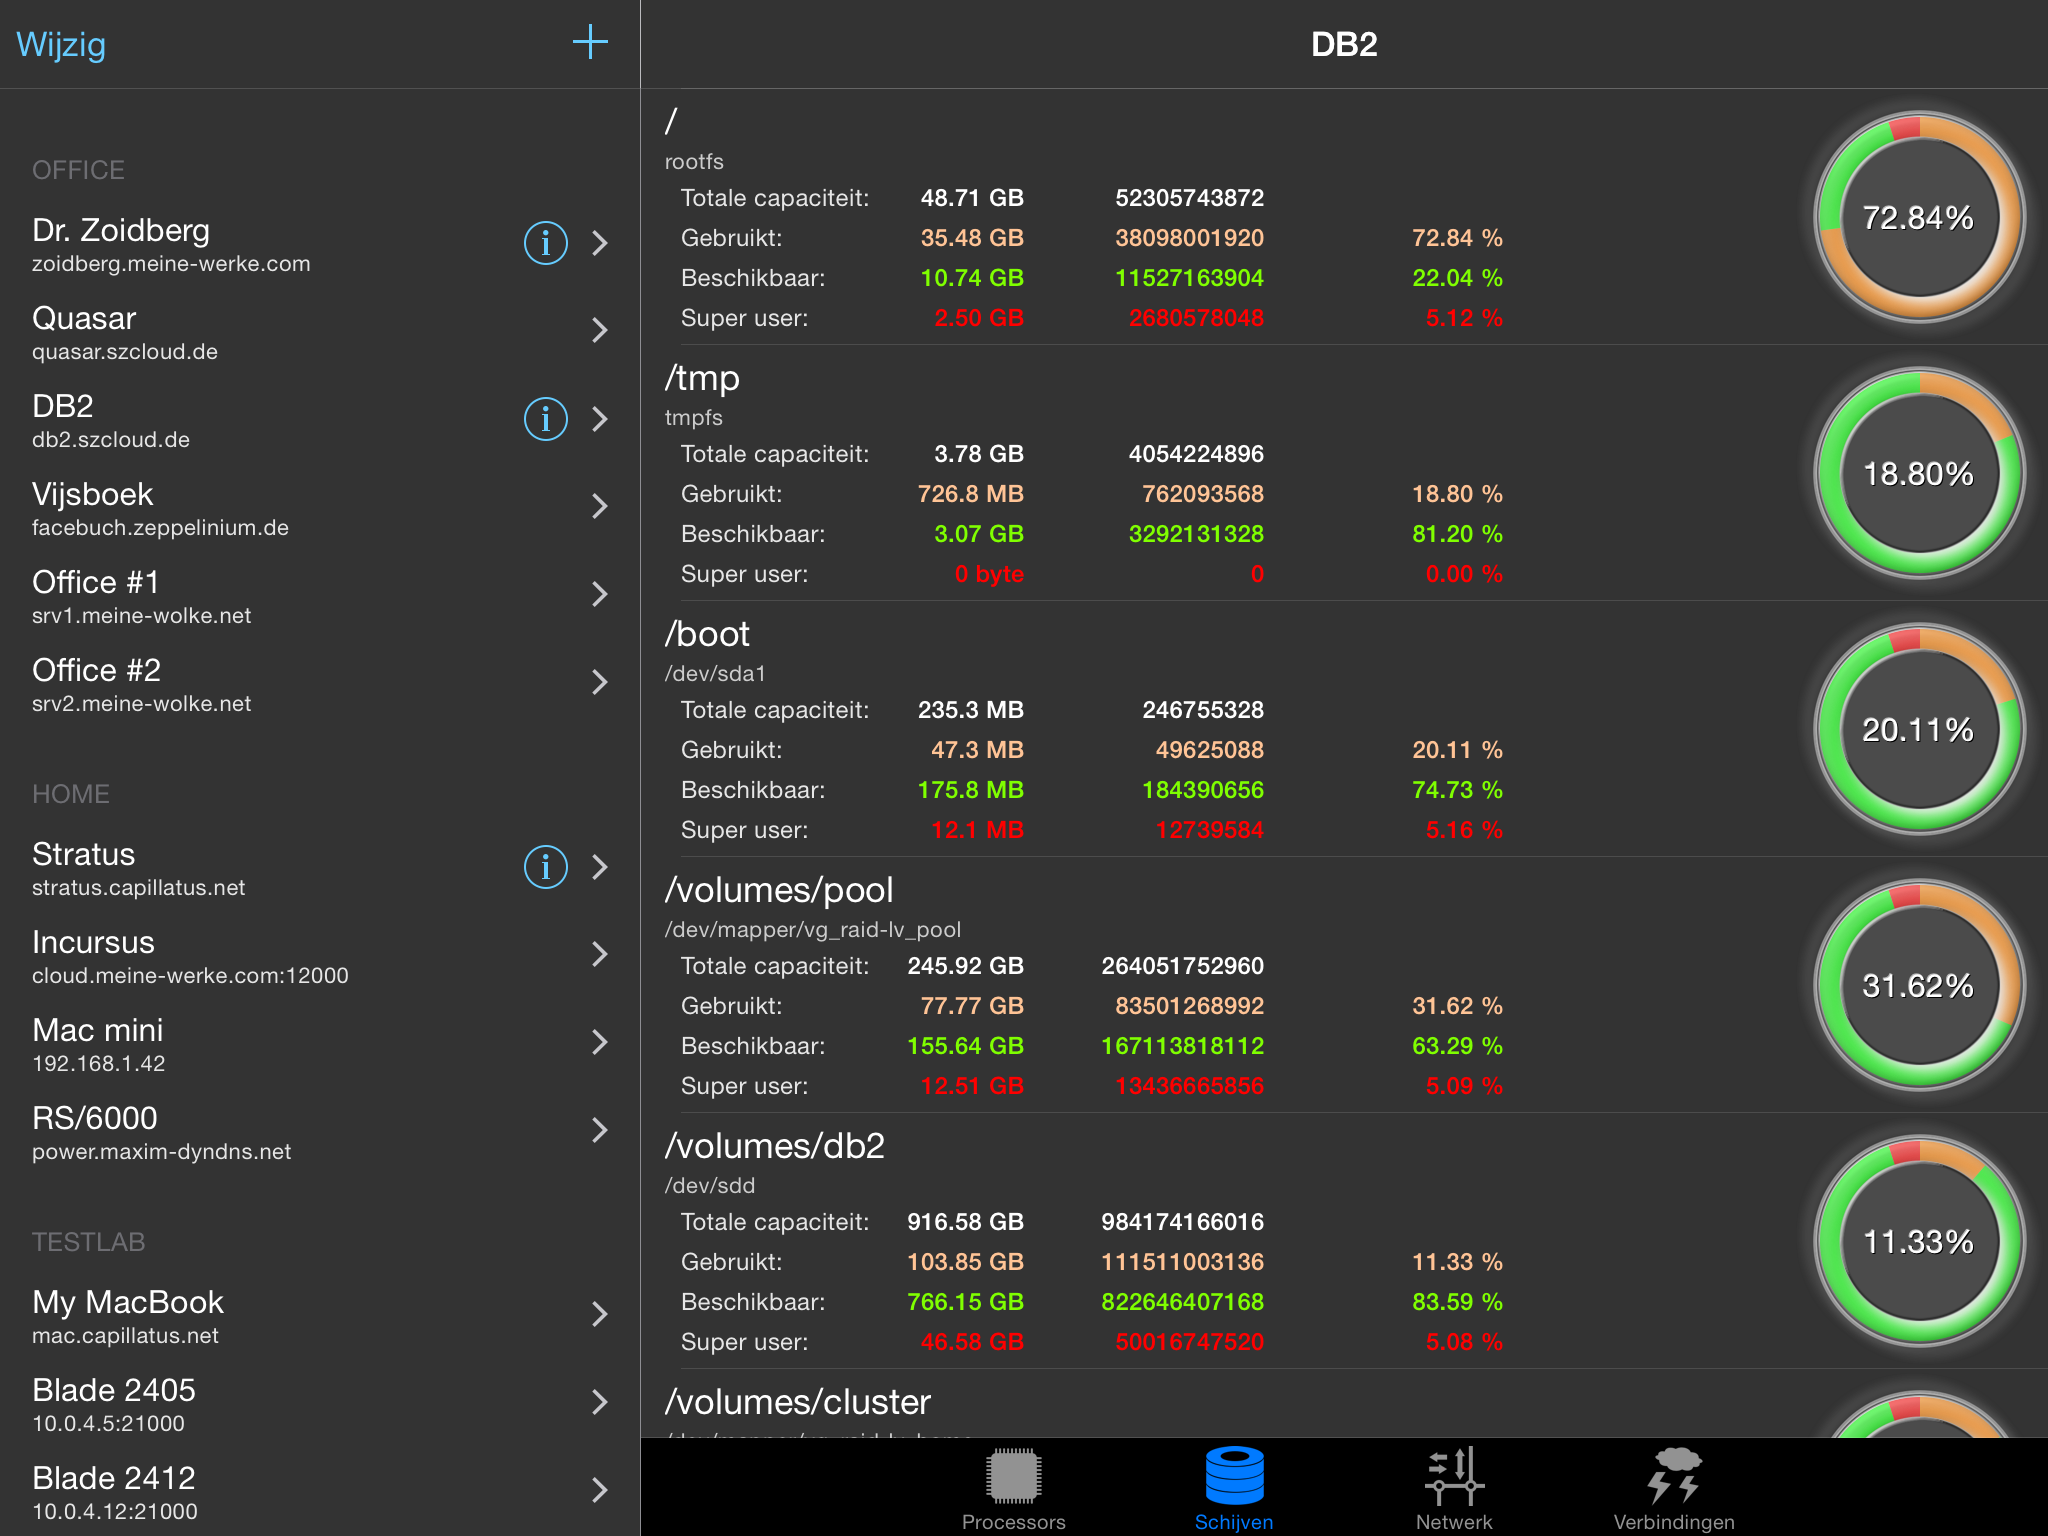 Wijzig
DB2
OFFICE
Dr. Zoidberg
zoidberg.meine-werke.com
Quasar
quasar.szcloud.de
DB2
db2.szcloud.de
Vijsboek
facebuch.zeppelinium.de
Office #1
srv1.meine-wolke.net
Office #2
srv2.meine-wolke.net
HOME
Stratus
stratus.capillatus.net
Incursus
cloud.meine-werke.com:12000
Mac mini
192.168.1.42
RS/6000
power.maxim-dyndns.net
TESTLAB
My MacBook
mac.capillatus.net
Blade 2405
10.0.4.5:21000
Blade 2412
10.0.4.12:21000
/
rootfs
Totale capaciteit: 48.71 GB 52305743872
Gebruikt: 35.48 GB 38098001920 72.84 %
Beschikbaar: 10.74 GB 11527163904 22.04 %
Super user: 2.50 GB 2680578048 5.12 %
72.84%
/tmp
tmpfs
Totale capaciteit: 3.78 GB 4054224896
Gebruikt: 726.8 MB 762093568 18.80 %
Beschikbaar: 3.07 GB 3292131328 81.20 %
Super user: 0 byte 0 0.00 %
18.80%
/boot
/dev/sda1
Totale capaciteit: 235.3 MB 246755328
Gebruikt: 47.3 MB 49625088 20.11 %
Beschikbaar: 175.8 MB 184390656 74.73 %
Super user: 12.1 MB 12739584 5.16 %
20.11%
/volumes/pool
/dev/mapper/vg_raid-lv_pool
Totale capaciteit: 245.92 GB 264051752960
Gebruikt: 77.77 GB 83501268992 31.62 %
Beschikbaar: 155.64 GB 167113818112 63.29 %
Super user: 12.51 GB 13436665856 5.09 %
31.62%
/volumes/db2
/dev/sdd
Totale capaciteit: 916.58 GB 984174166016
Gebruikt: 103.85 GB 111511003136 11.33 %
Beschikbaar: 766.15 GB 822646407168 83.59 %
Super user: 46.58 GB 50016747520 5.08 %
11.33%
/volumes/cluster
Processors
Schijven
Netwerk
Verbindingen